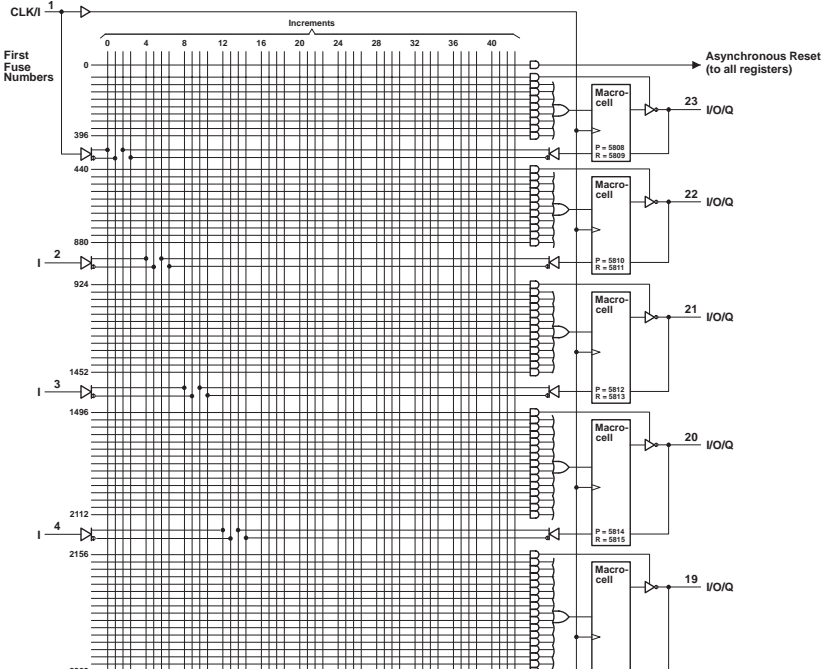 CLK/I 1
Increments
First
Fuse
Numbers
0 4 8 12 16 20 24 28 32 36 40
0
Asynchronous Reset
(to all registers)
Macro-
cell
23 I/O/Q
396
P = 5808
R = 5809
440
Macro-
cell
22 I/O/Q
880
I 2
P = 5810
R = 5811
924
Macro-
cell
21 I/O/Q
1452
I 3
P = 5812
R = 5813
1496
Macro-
cell
20 I/O/Q
2112
I 4
P = 5814
R = 5815
2156
Macro-
cell
19 I/O/Q